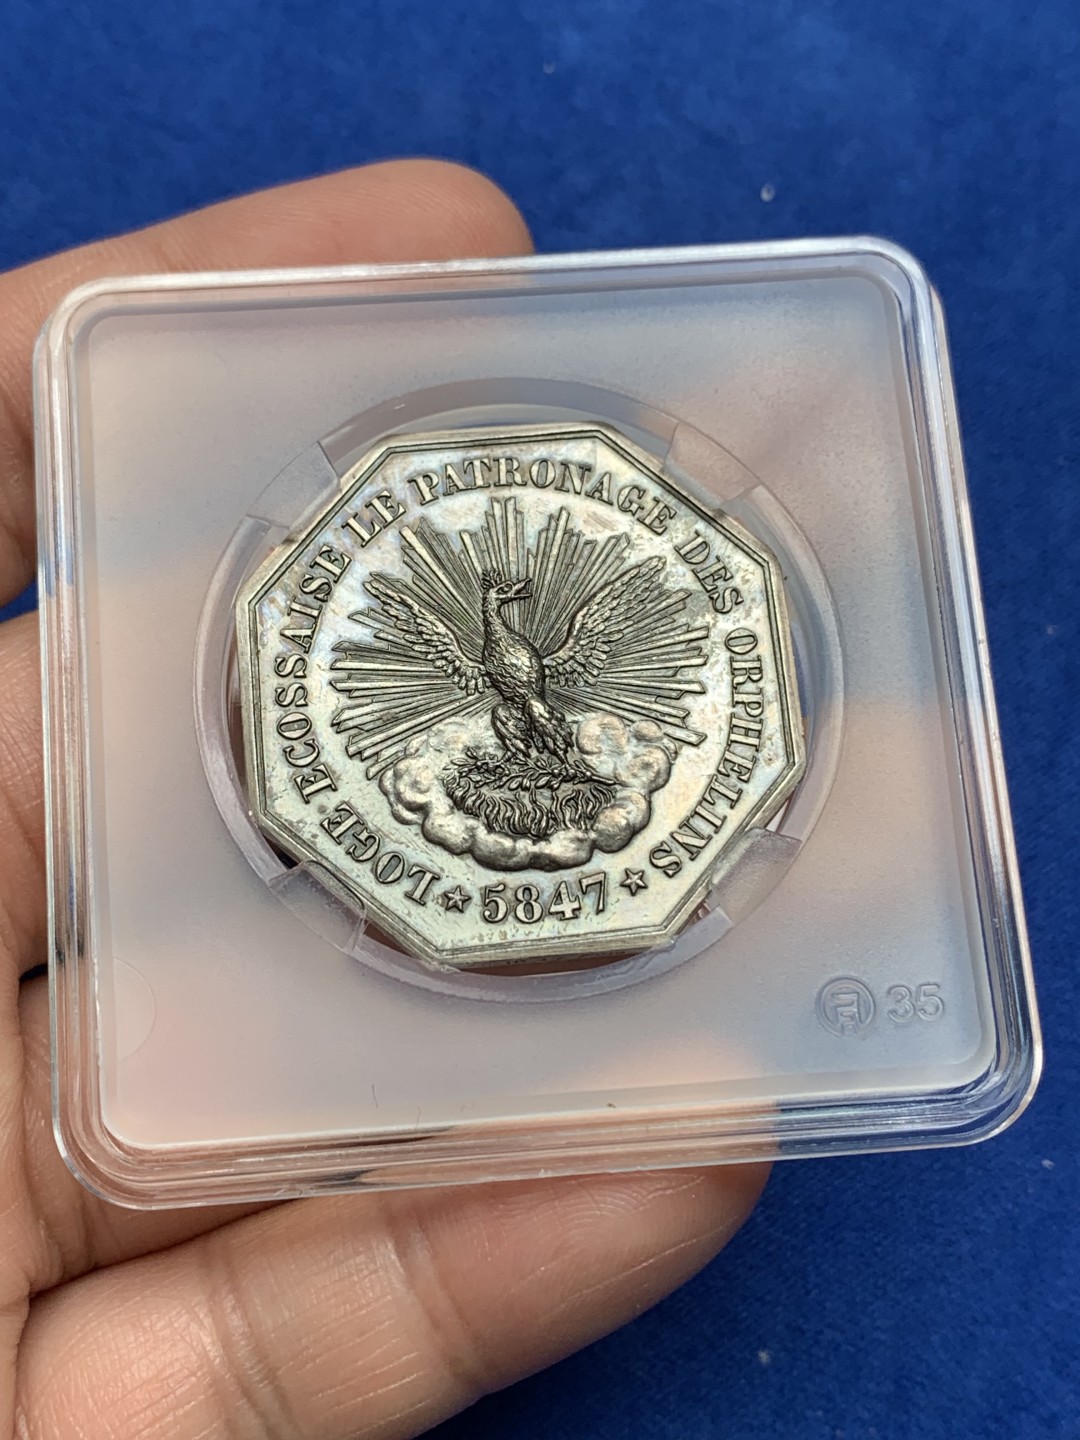 LOGE ECOSSAISE LE PATRONAGE DES ORPHELINS
★ 5847 ★
35